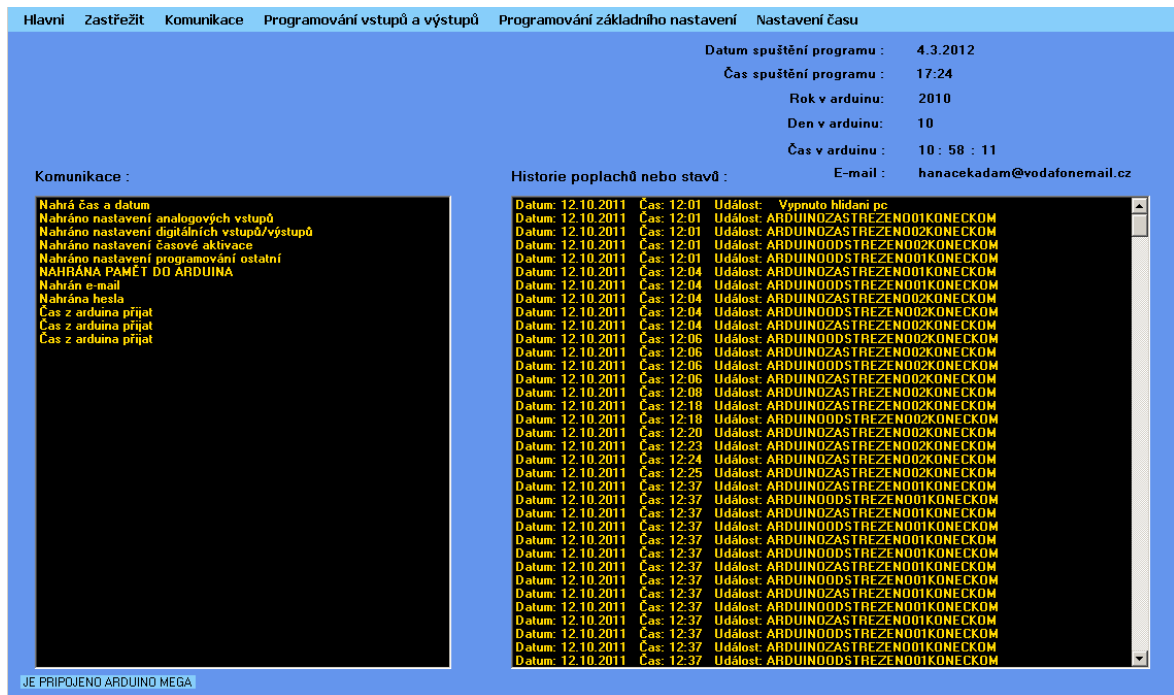 Hlavni Zastřežit Komunikace Programování vstupů a výstupů Programování základního nastavení Nastavení času
Datum spuštění programu : 4.3.2012
Čas spuštění programu : 17:24
Rok v arduinu: 2010
Den v arduinu: 10
Čas v arduinu : 10 : 58 : 11
E-mail : hanacekadam@vodafonemail.cz
Komunikace :
Nahrá čas a datum
Nahráno nastavení analogových vstupů
Nahráno nastavení digitálních vstupů/výstupů
Nahráno nastavení časové aktivace
Nahráno nastavení programování ostatní
NAHRÁNA PAMĚT DO ARDUINA
Nahrán e-mail
Nahrána hesla
Čas z arduina přijat
Čas z arduina přijat
Čas z arduina přijat
Historie poplachů nebo stavů :
Datum: 12.10.2011 Čas: 12:01 Událost: Vypnuto hlidani pc
Datum: 12.10.2011 Čas: 12:01 Událost: ARDUINOZASTREZENO01KONECKOM
Datum: 12.10.2011 Čas: 12:01 Událost: ARDUINOZASTREZENO02KONECKOM
Datum: 12.10.2011 Čas: 12:01 Událost: ARDUINOODSTREZENO02KONECKOM
Datum: 12.10.2011 Čas: 12:01 Událost: ARDUINOODSTREZENO01KONECKOM
Datum: 12.10.2011 Čas: 12:04 Událost: ARDUINOZASTREZENO01KONECKOM
Datum: 12.10.2011 Čas: 12:04 Událost: ARDUINOODSTREZENO01KONECKOM
Datum: 12.10.2011 Čas: 12:04 Událost: ARDUINOZASTREZENO02KONECKOM
Datum: 12.10.2011 Čas: 12:04 Událost: ARDUINOODSTREZENO02KONECKOM
Datum: 12.10.2011 Čas: 12:04 Událost: ARDUINOZASTREZENO02KONECKOM
Datum: 12.10.2011 Čas: 12:06 Událost: ARDUINOODSTREZENO02KONECKOM
Datum: 12.10.2011 Čas: 12:06 Událost: ARDUINOZASTREZENO02KONECKOM
Datum: 12.10.2011 Čas: 12:06 Událost: ARDUINOODSTREZENO02KONECKOM
Datum: 12.10.2011 Čas: 12:06 Událost: ARDUINOZASTREZENO02KONECKOM
Datum: 12.10.2011 Čas: 12:08 Událost: ARDUINOODSTREZENO02KONECKOM
Datum: 12.10.2011 Čas: 12:18 Událost: ARDUINOZASTREZENO02KONECKOM
Datum: 12.10.2011 Čas: 12:18 Událost: ARDUINOODSTREZENO02KONECKOM
Datum: 12.10.2011 Čas: 12:20 Událost: ARDUINOZASTREZENO02KONECKOM
Datum: 12.10.2011 Čas: 12:23 Událost: ARDUINOZASTREZENO01KONECKOM
Datum: 12.10.2011 Čas: 12:24 Událost: ARDUINOZASTREZENO02KONECKOM
Datum: 12.10.2011 Čas: 12:25 Událost: ARDUINOZASTREZENO02KONECKOM
Datum: 12.10.2011 Čas: 12:37 Událost: ARDUINOZASTREZENO01KONECKOM
Datum: 12.10.2011 Čas: 12:37 Událost: ARDUINOODSTREZENO01KONECKOM
Datum: 12.10.2011 Čas: 12:37 Událost: ARDUINOZASTREZENO01KONECKOM
Datum: 12.10.2011 Čas: 12:37 Událost: ARDUINOODSTREZENO01KONECKOM
Datum: 12.10.2011 Čas: 12:37 Událost: ARDUINOZASTREZENO01KONECKOM
Datum: 12.10.2011 Čas: 12:37 Událost: ARDUINOODSTREZENO01KONECKOM
Datum: 12.10.2011 Čas: 12:37 Událost: ARDUINOZASTREZENO01KONECKOM
Datum: 12.10.2011 Čas: 12:37 Událost: ARDUINOODSTREZENO01KONECKOM
Datum: 12.10.2011 Čas: 12:37 Událost: ARDUINOZASTREZENO01KONECKOM
Datum: 12.10.2011 Čas: 12:37 Událost: ARDUINOODSTREZENO01KONECKOM
Datum: 12.10.2011 Čas: 12:37 Událost: ARDUINOZASTREZENO01KONECKOM
Datum: 12.10.2011 Čas: 12:37 Událost: ARDUINOODSTREZENO01KONECKOM
Datum: 12.10.2011 Čas: 12:37 Událost: ARDUINOZASTREZENO01KONECKOM
Datum: 12.10.2011 Čas: 12:37 Událost: ARDUINOODSTREZENO01KONECKOM
JE PRIPOJENO ARDUINO MEGA